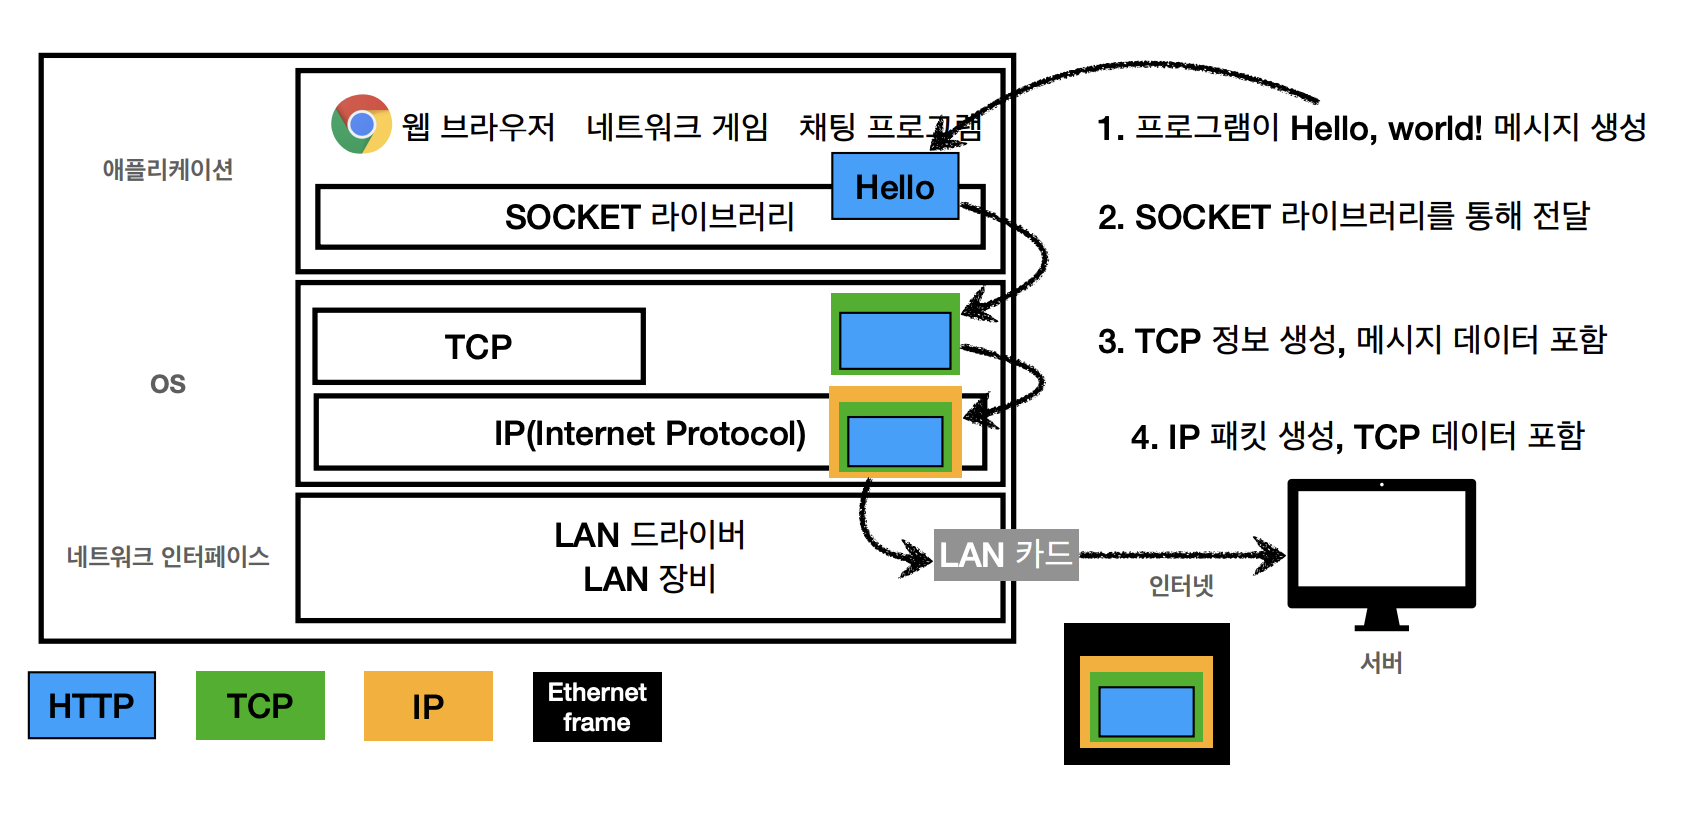 애플리케이션
웹 브라우저 네트워크 게임 채팅 프로그램
Hello
SOCKET 라이브러리
OS
TCP
IP(Internet Protocol)
네트워크 인터페이스
LAN 드라이버
LAN 장비
LAN 카드
1. 프로그램이 Hello, world! 메시지 생성
2. SOCKET 라이브러리를 통해 전달
3. TCP 정보 생성, 메시지 데이터 포함
4. IP 패킷 생성, TCP 데이터 포함
인터넷
서버
HTTP
TCP
IP
Ethernet
frame